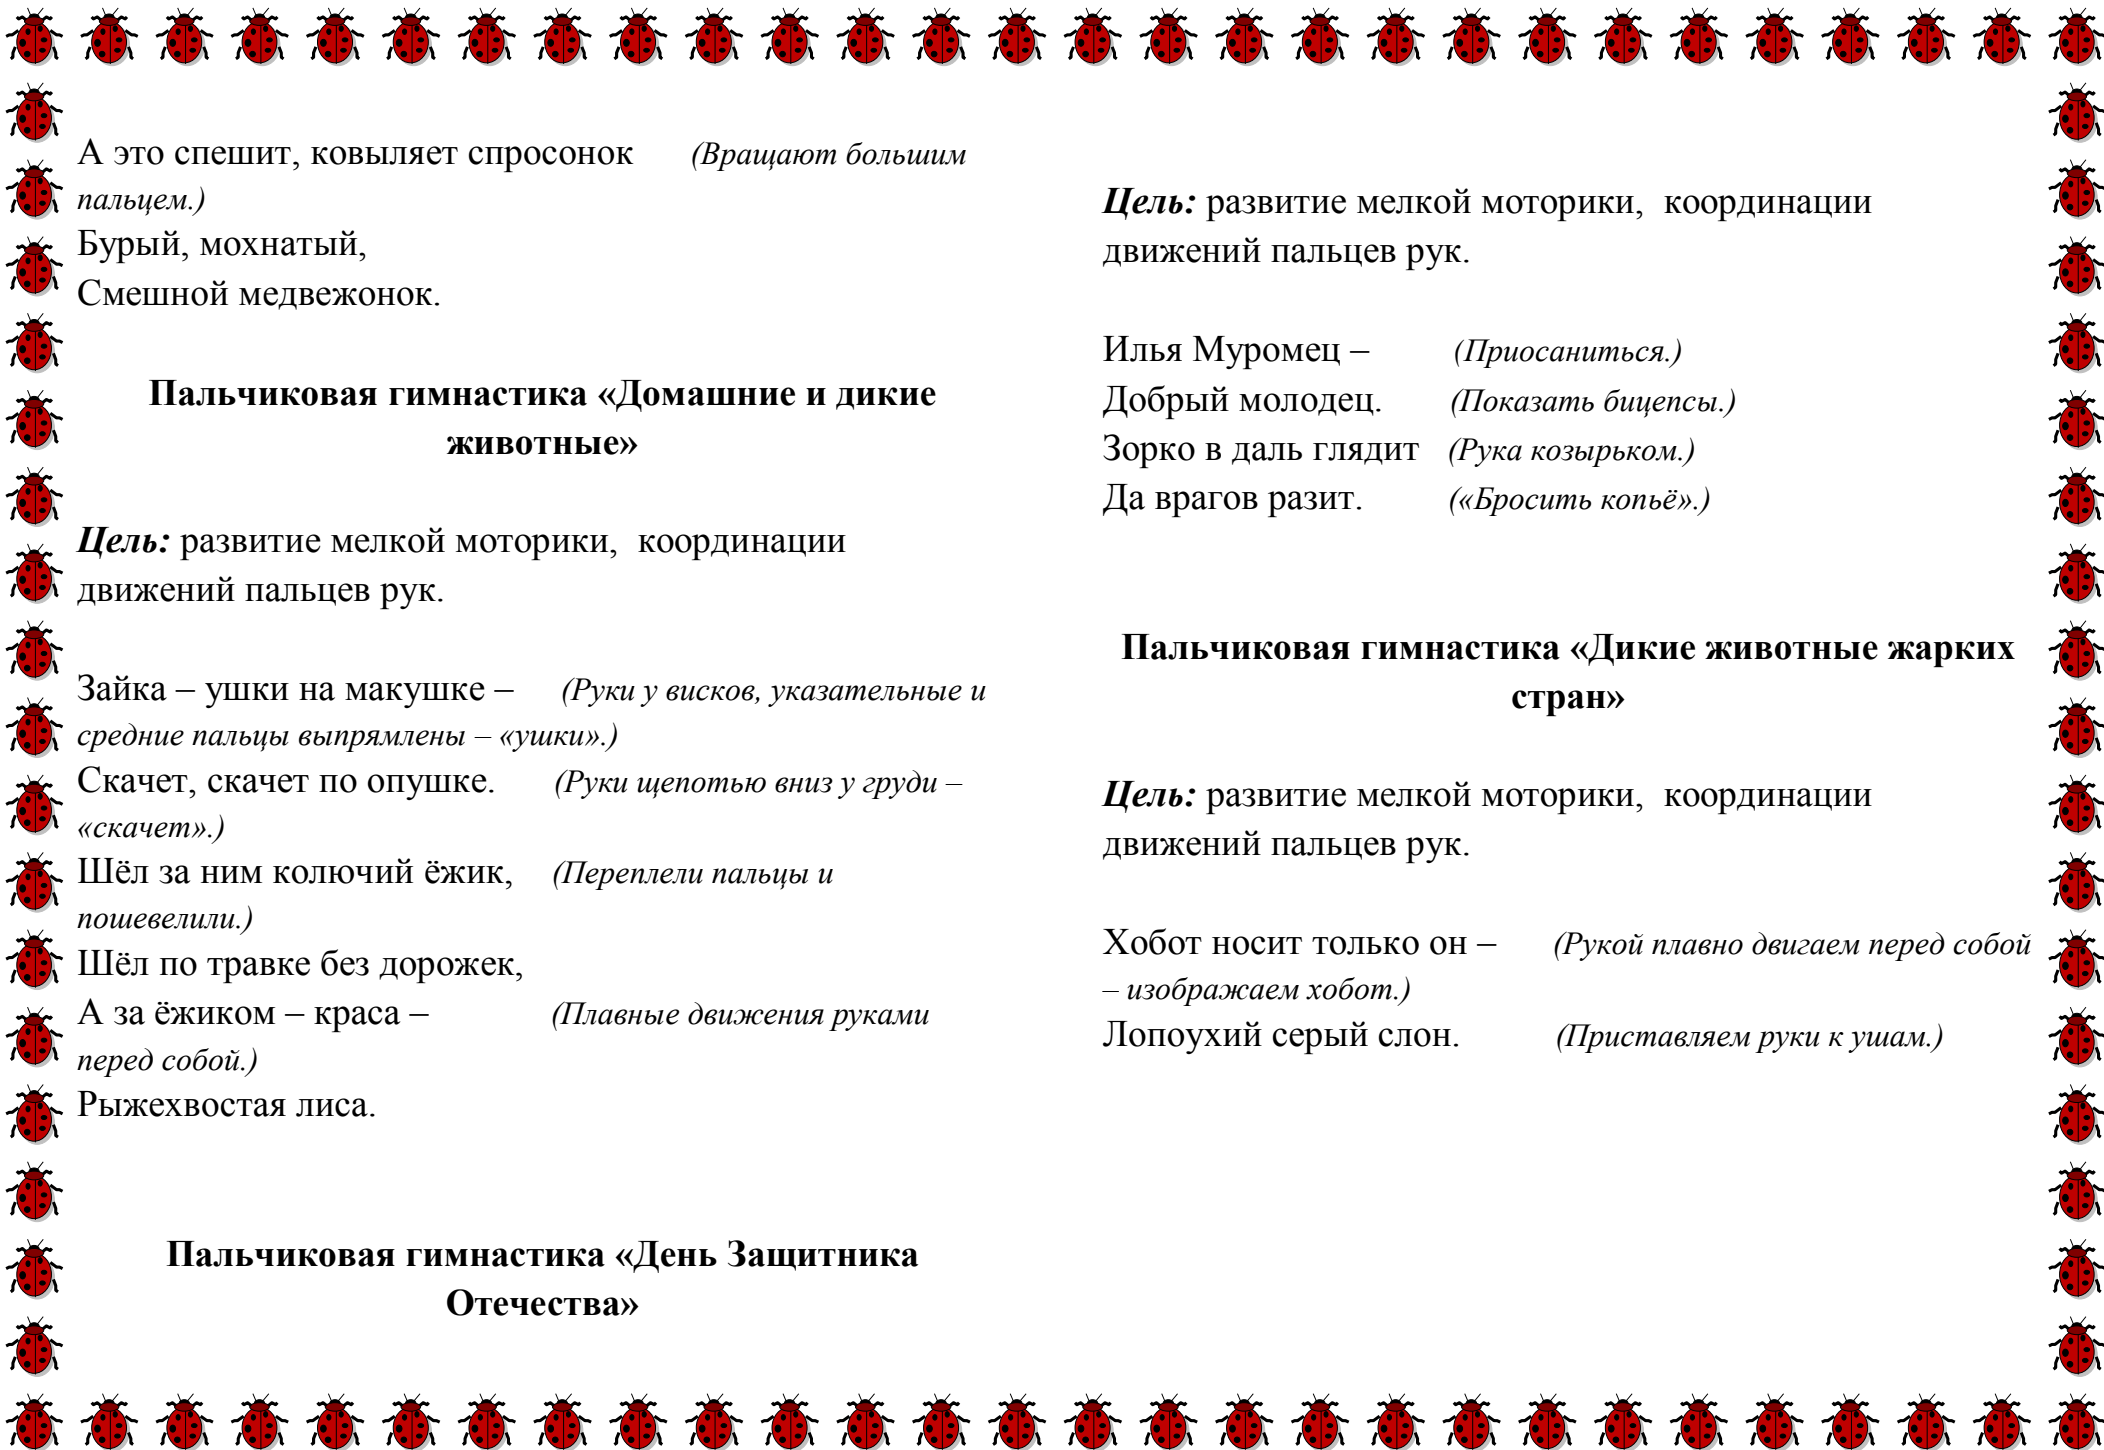 А это спешит, ковыляет спросонок (Вращают большим
пальцем.)
Бурый, мохнатый,
Смешной медвежонок.
Пальчиковая гимнастика «Домашние и дикие
животные»
Цель: развитие мелкой моторики, координации
движений пальцев рук.
Зайка – ушки на макушке – (Руки у висков, указательные и
средние пальцы выпрямлены – «ушки».)
Скачет, скачет по опушке. (Руки щепотью вниз у груди –
«скачет».)
Шёл за ним колючий ёжик, (Переплели пальцы и
пошевелили.)
Шёл по травке без дорожек,
А за ёжиком – краса – (Плавные движения руками
перед собой.)
Рыжехвостая лиса.
Пальчиковая гимнастика «День Защитника
Отечества»
Цель: развитие мелкой моторики, координации
движений пальцев рук.
Илья Муромец – (Приосаниться.)
Добрый молодец. (Показать бицепсы.)
Зорко в даль глядит (Рука козырьком.)
Да врагов разит. («Бросить копьё».)
Пальчиковая гимнастика «Дикие животные жарких
стран»
Цель: развитие мелкой моторики, координации
движений пальцев рук.
Хобот носит только он – (Рукой плавно двигаем перед собой
– изображаем хобот.)
Лопоухий серый слон. (Приставляем руки к ушам.)